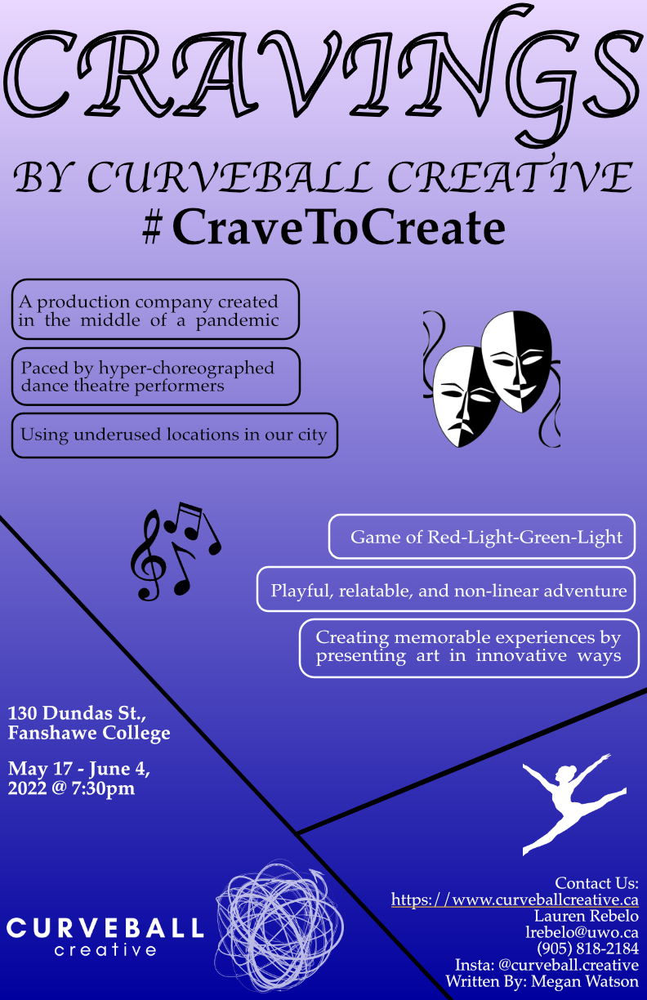 CRAVINGS
BY CURVEBALL CREATIVE
# CraveToCreate
A production company created
in the middle of a pandemic
Paced by hyper-choreographed
dance theatre performers
Using underused locations in our city
Game of Red-Light-Green-Light
Playful, relatable, and non-linear adventure
Creating memorable experiences by
presenting art in innovative ways
130 Dundas St.,
Fanshawe College
May 17 - June 4,
2022 @ 7:30pm
CURVEBALL
creative
Contact Us:
https://www.curveballcreative.ca
Lauren Rebelo
lrebelo@uwo.ca
(905) 818-2184
Insta: @curveball.creative
Written By: Megan Watson